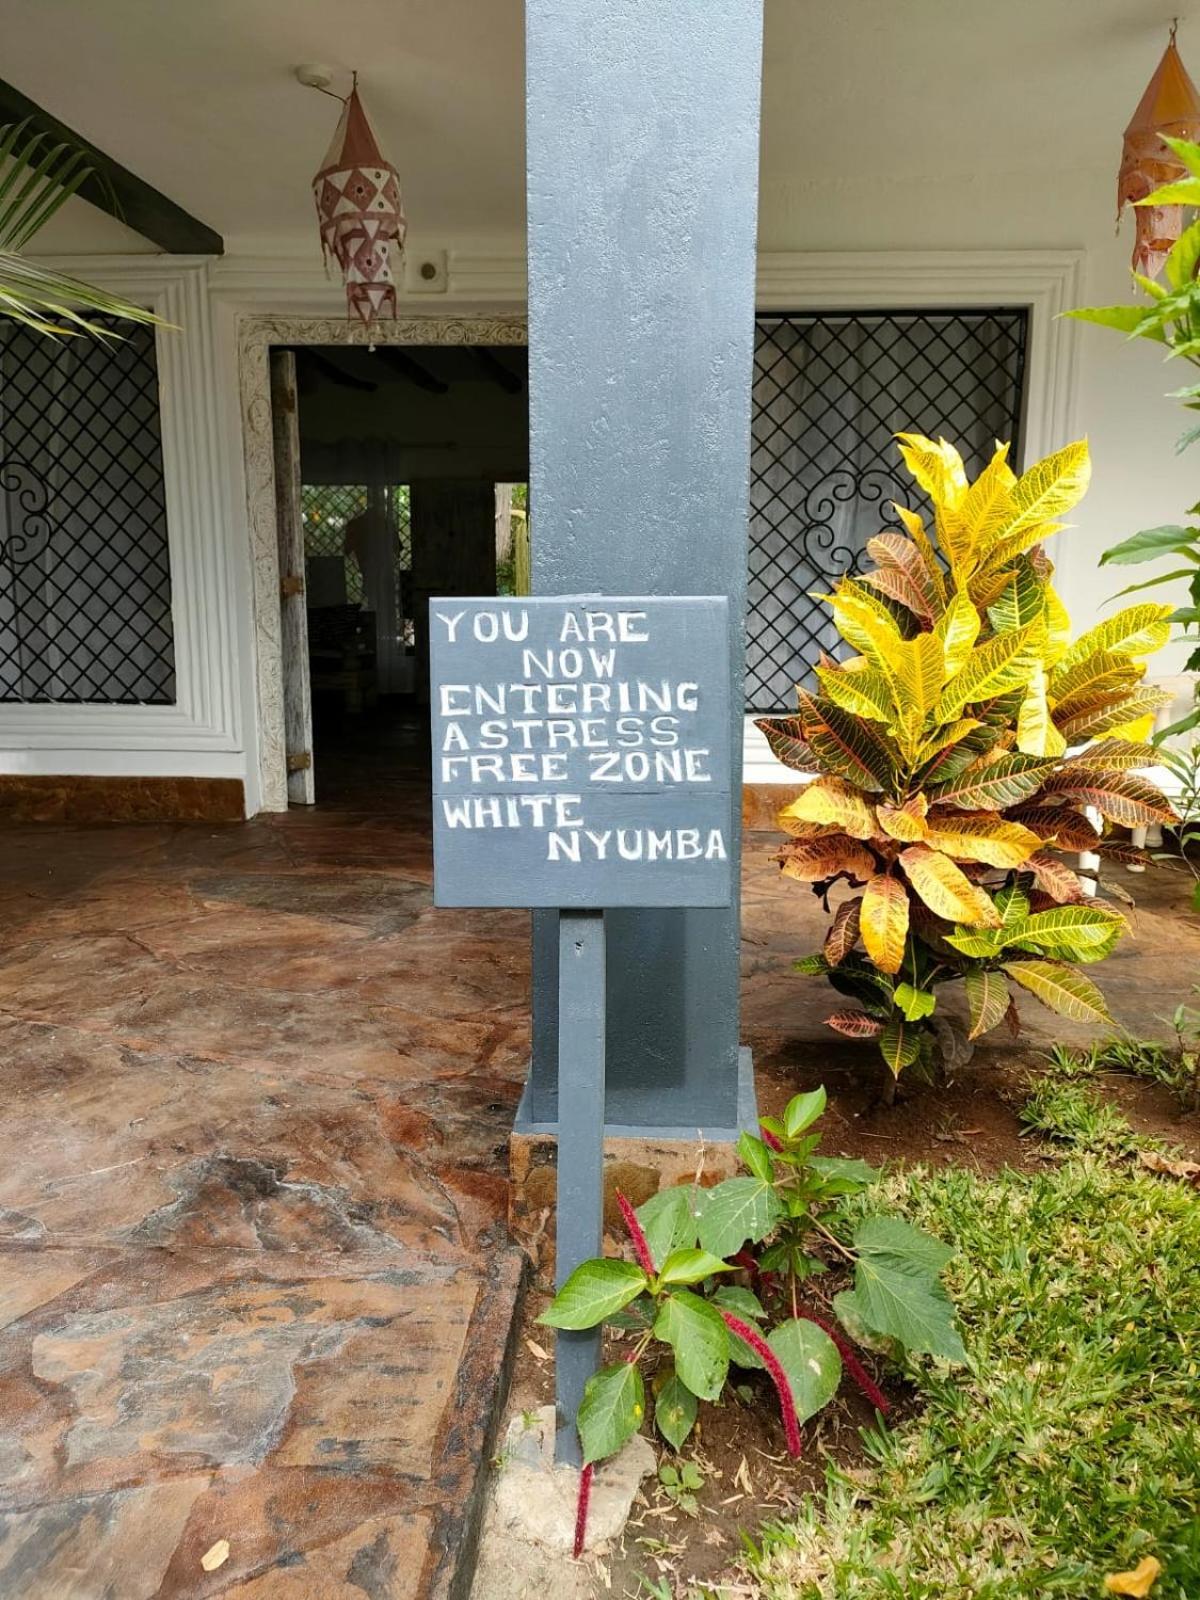 YOU ARE
NOW
ENTERING
A STRESS
FREE ZONE
WHITE
NYUMBA